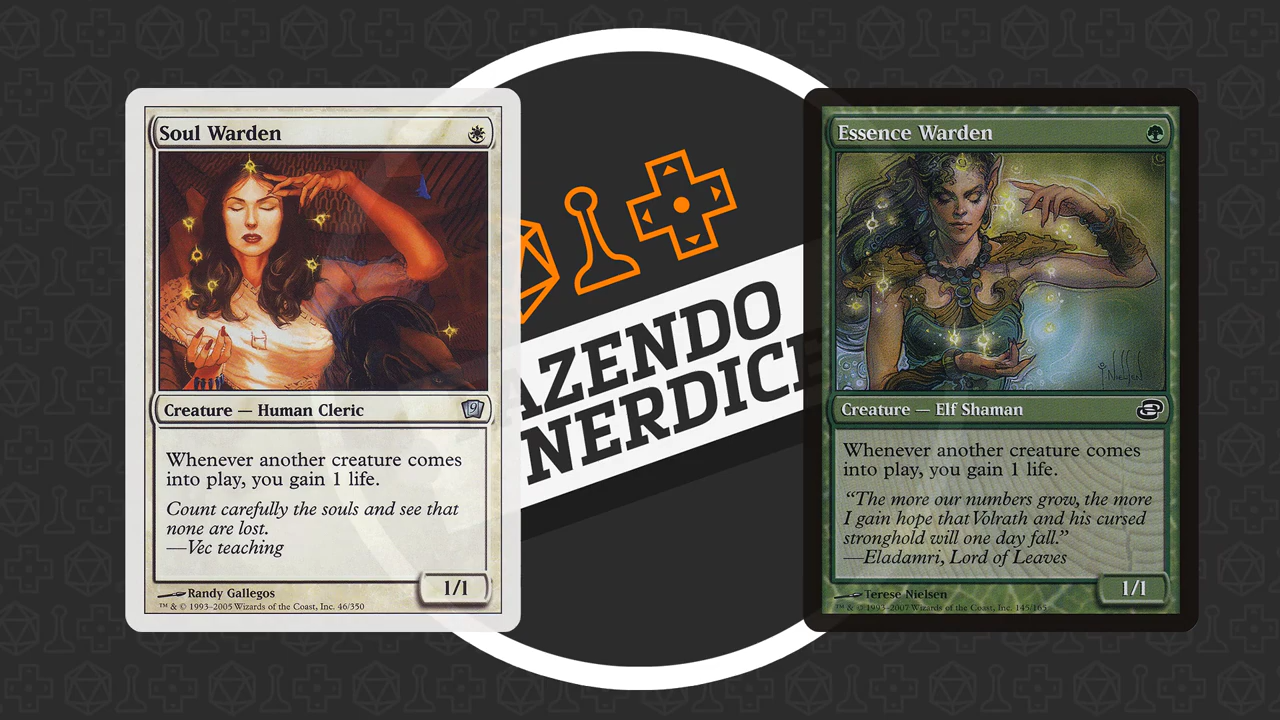 Soul Warden
Creature — Human Cleric
Whenever another creature comes
into play, you gain 1 life.
Count carefully the souls and see that
none are lost.
—Vec teaching
1/1
Randy Gallegos
™ & © 1993–2005 Wizards of the Coast, Inc. 46/350
AZENDO
NERDICE
Essence Warden
Creature — Elf Shaman
Whenever another creature comes
into play, you gain 1 life.
“The more our numbers grow, the more
I gain hope that Volrath and his cursed
stronghold will one day fall.”
—Eladamri, Lord of Leaves
1/1
Terese Nielsen
™ & © 1993–2007 Wizards of the Coast, Inc. 145/165